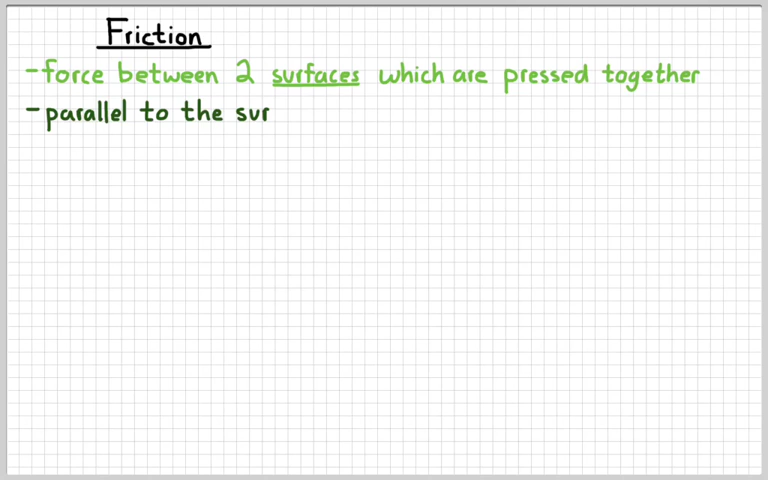 Friction
-force between 2 surfaces which are pressed together
-parallel to the sur